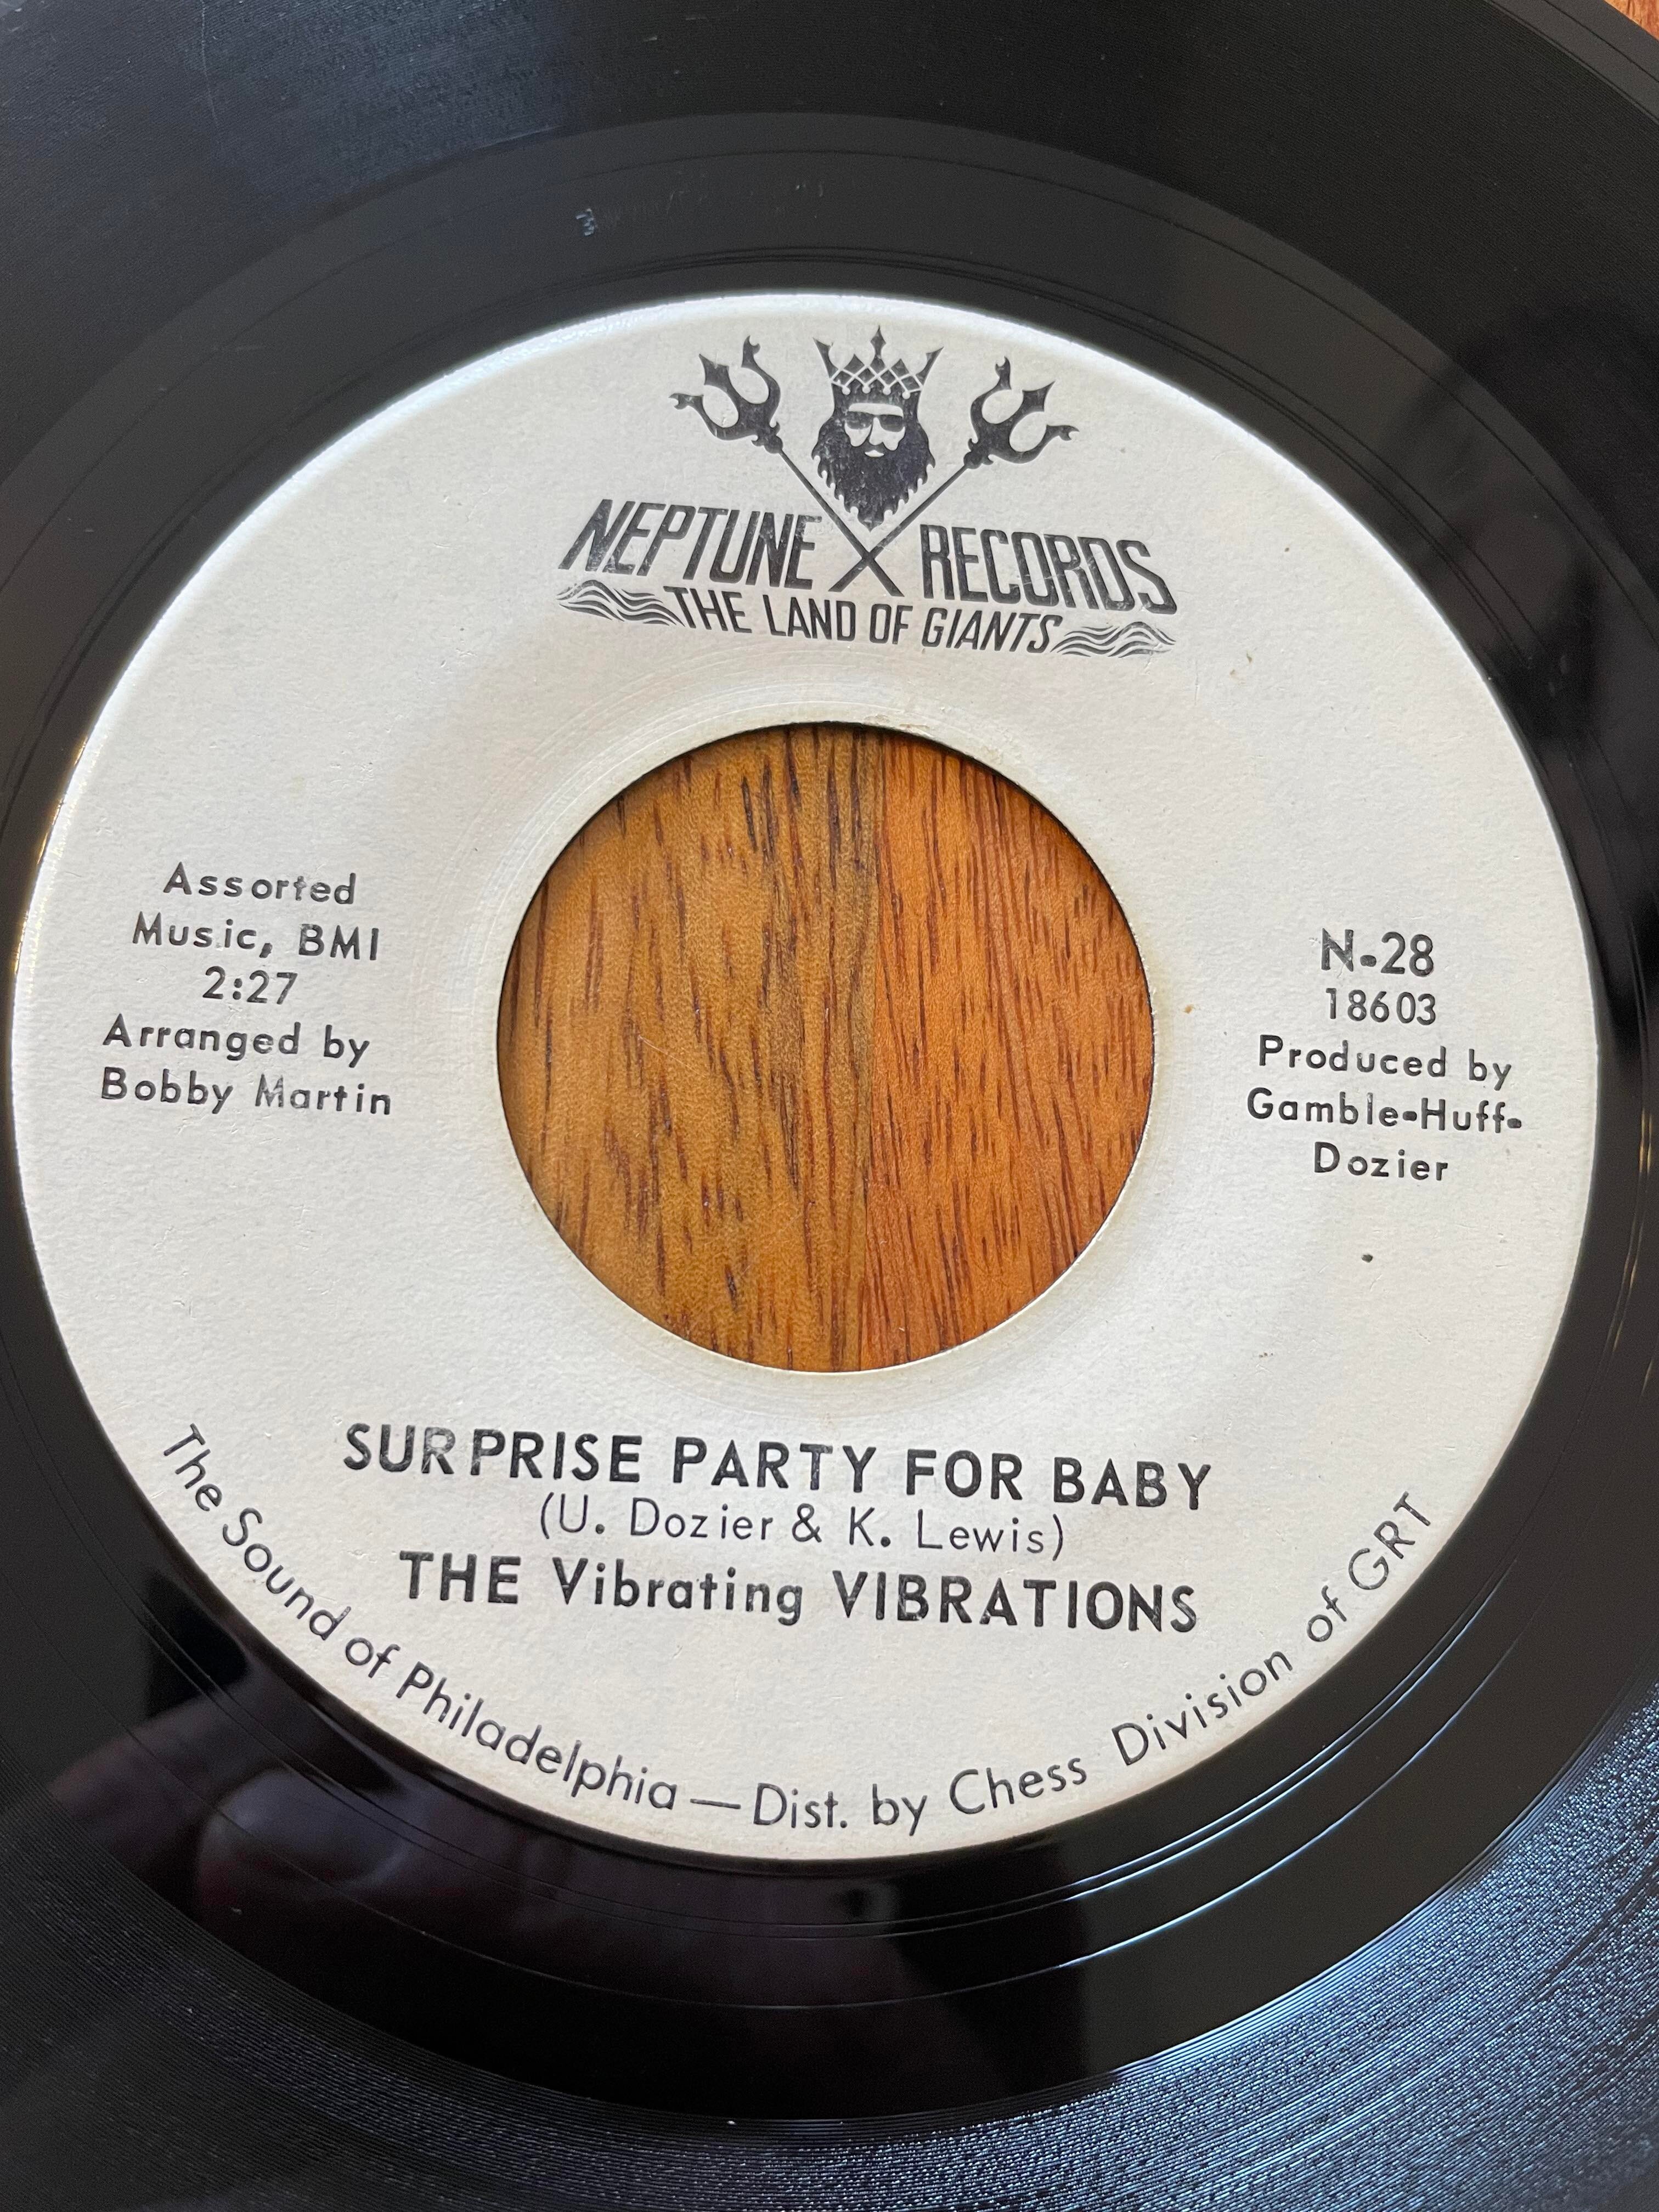 NEPTUNE RECORDS
THE LAND OF GIANTS
Assorted
Music, BMI
2:27
Arranged by
Bobby Martin
N-28
18603
Produced by
Gamble-Huff-
Dozier
SURPRISE PARTY FOR BABY
(U. Dozier & K. Lewis)
THE Vibrating VIBRATIONS
The Sound of Philadelphia — Dist. by Chess Division of GRT